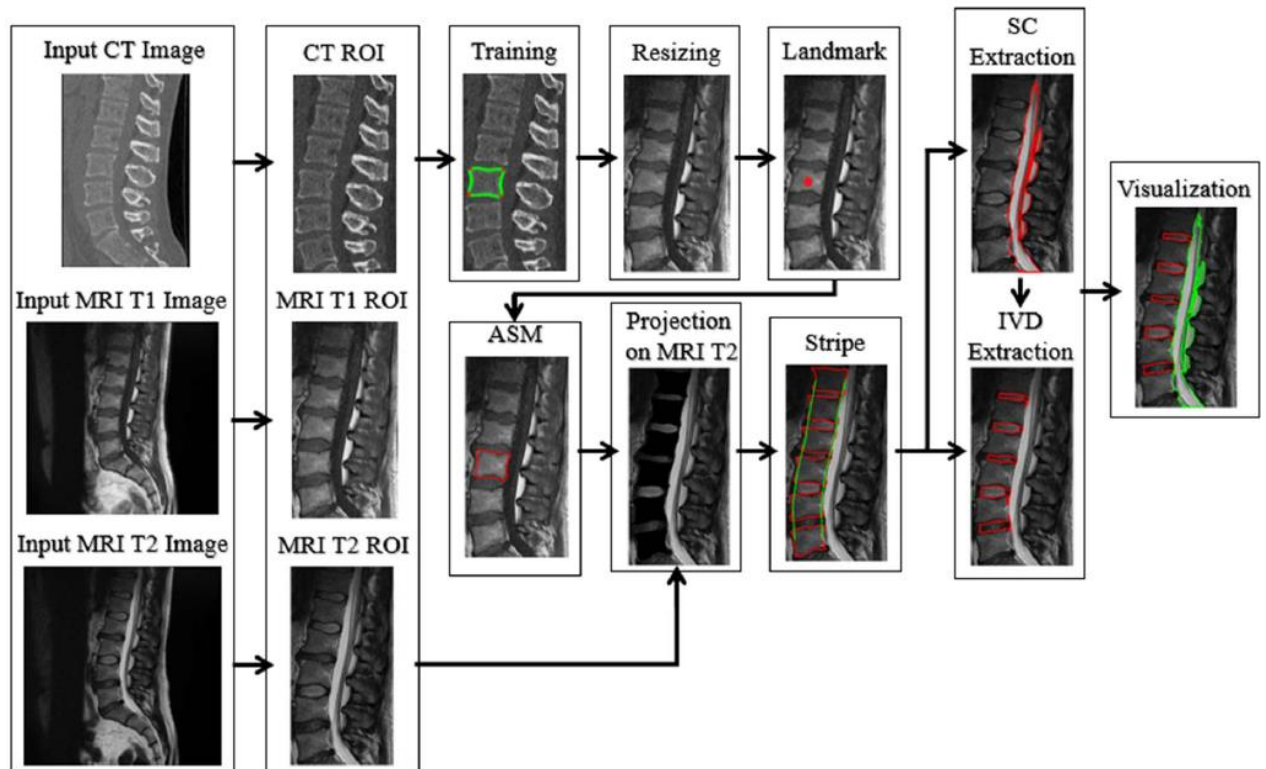 Input CT Image
CT ROI
Training
Resizing
Landmark
SC
Extraction
Visualization
Input MRI T1 Image
MRI T1 ROI
ASM
Projection
on MRI T2
Stripe
IVD
Extraction
Input MRI T2 Image
MRI T2 ROI